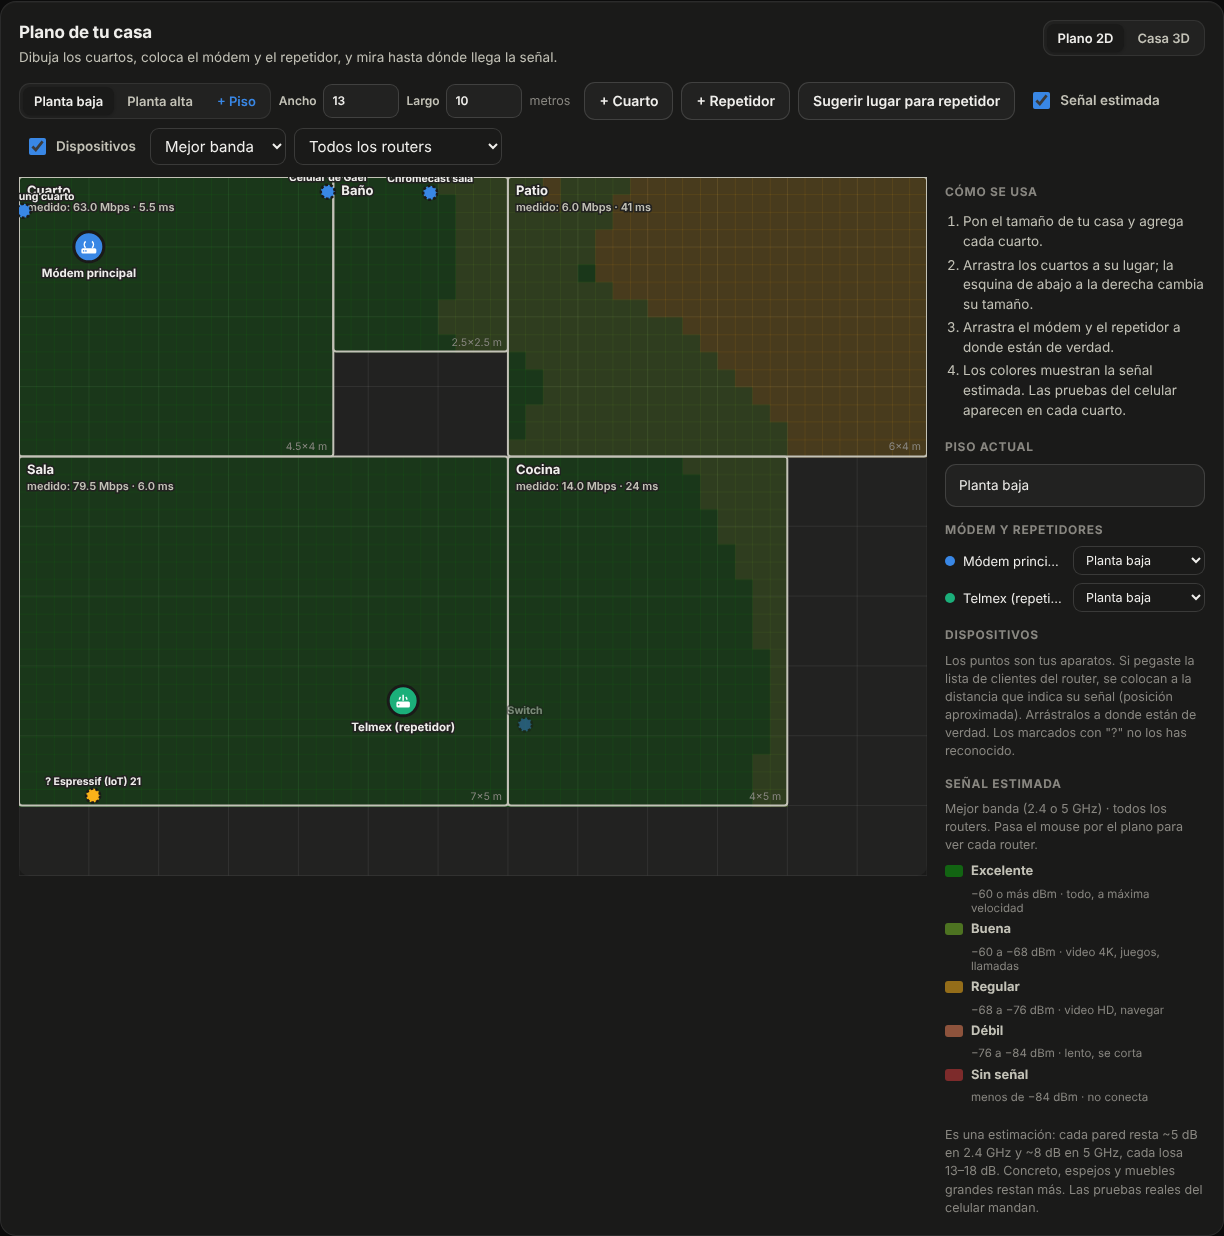 Plano de tu casa
Dibuja los cuartos, coloca el módem y el repetidor, y mira hasta dónde llega la señal.
Plano 2D
Casa 3D
Planta baja
Planta alta
+ Piso
Ancho
13
Largo
10
metros
+ Cuarto
+ Repetidor
Sugerir lugar para repetidor
Señal estimada
Dispositivos
Mejor banda
Todos los routers
Cuarto
ung cuarto
medido: 63.0 Mbps · 5.5 ms
Módem principal
4.5×4 m
Celular de Gael
Baño
Chromecast sala
2.5×2.5 m
Patio
medido: 6.0 Mbps · 41 ms
6×4 m
Sala
medido: 79.5 Mbps · 6.0 ms
Telmex (repetidor)
? Espressif (IoT) 21
7×5 m
Cocina
medido: 14.0 Mbps · 24 ms
Switch
4×5 m
CÓMO SE USA
1. Pon el tamaño de tu casa y agrega
cada cuarto.
2. Arrastra los cuartos a su lugar; la
esquina de abajo a la derecha cambia
su tamaño.
3. Arrastra el módem y el repetidor a
donde están de verdad.
4. Los colores muestran la señal
estimada. Las pruebas del celular
aparecen en cada cuarto.
PISO ACTUAL
Planta baja
MÓDEM Y REPETIDORES
Módem princi...
Planta baja
Telmex (repeti...
Planta baja
DISPOSITIVOS
Los puntos son tus aparatos. Si pegaste la
lista de clientes del router, se colocan a la
distancia que indica su señal (posición
aproximada). Arrástralos a donde están de
verdad. Los marcados con "?" no los has
reconocido.
SEÑAL ESTIMADA
Mejor banda (2.4 o 5 GHz) · todos los
routers. Pasa el mouse por el plano para
ver cada router.
Excelente
−60 o más dBm · todo, a máxima
velocidad
Buena
−60 a −68 dBm · video 4K, juegos,
llamadas
Regular
−68 a −76 dBm · video HD, navegar
Débil
−76 a −84 dBm · lento, se corta
Sin señal
menos de −84 dBm · no conecta
Es una estimación: cada pared resta ~5 dB
en 2.4 GHz y ~8 dB en 5 GHz, cada losa
13–18 dB. Concreto, espejos y muebles
grandes restan más. Las pruebas reales del
celular mandan.